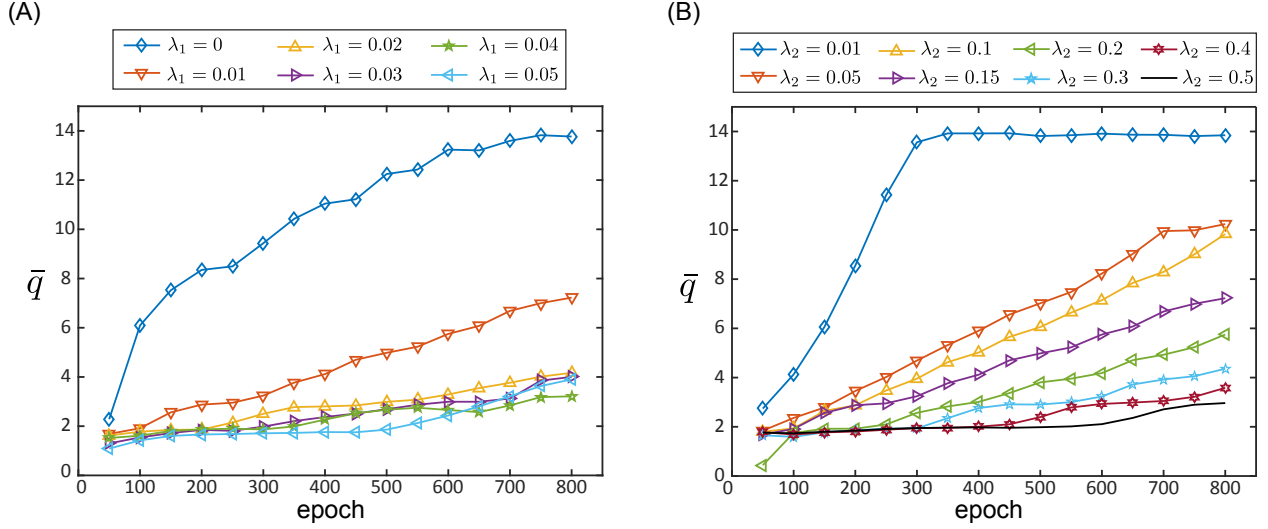 (A)
λ₁ = 0 λ₁ = 0.02 λ₁ = 0.04
λ₁ = 0.01 λ₁ = 0.03 λ₁ = 0.05
14
12
10
8
6
4
2
0
q̄
0 100 200 300 400 500 600 700 800
epoch
(B)
λ₂ = 0.01 λ₂ = 0.1 λ₂ = 0.2 λ₂ = 0.4
λ₂ = 0.05 λ₂ = 0.15 λ₂ = 0.3 λ₂ = 0.5
14
12
10
8
6
4
2
0
q̄
0 100 200 300 400 500 600 700 800
epoch